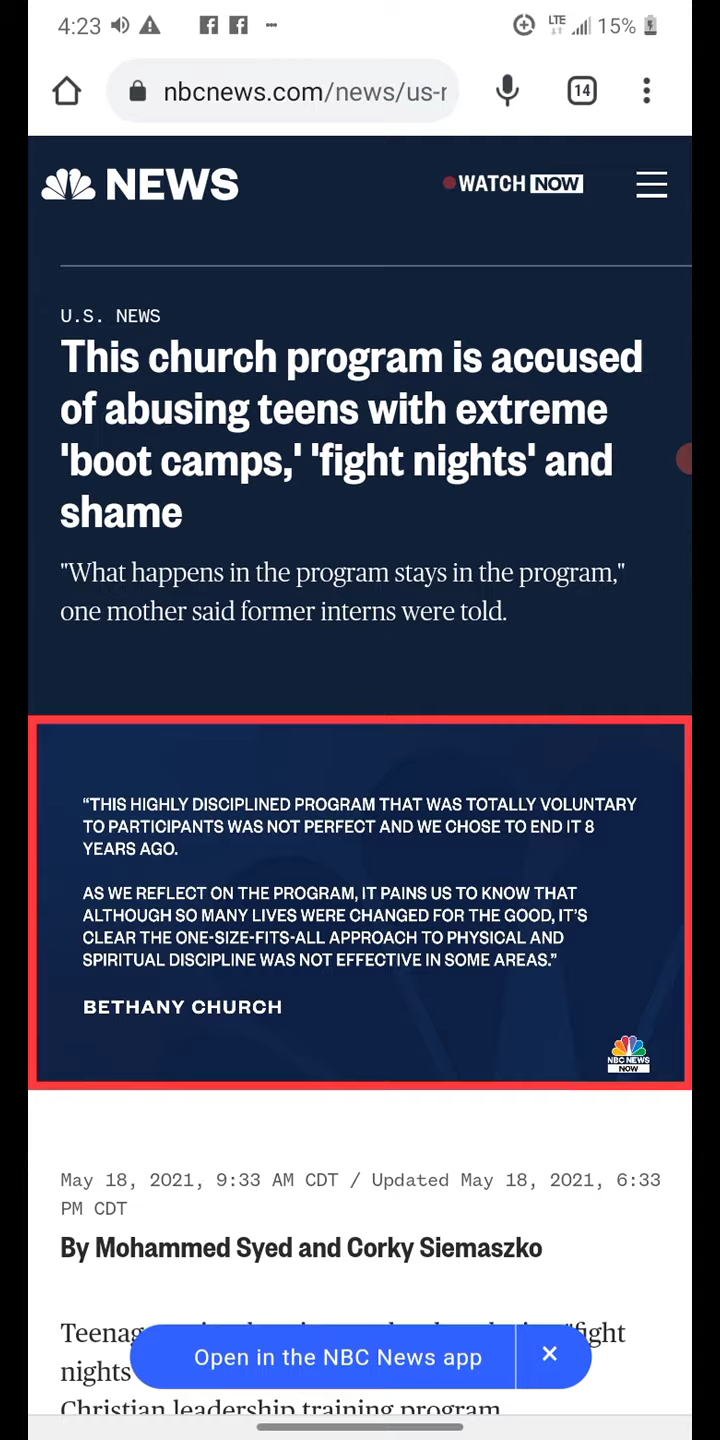 4:23
LTE
15%
nbcnews.com/news/us-r
14
NEWS
WATCH NOW
U.S. NEWS
This church program is accused
of abusing teens with extreme
'boot camps,' 'fight nights' and
shame
"What happens in the program stays in the program,"
one mother said former interns were told.
“THIS HIGHLY DISCIPLINED PROGRAM THAT WAS TOTALLY VOLUNTARY
TO PARTICIPANTS WAS NOT PERFECT AND WE CHOSE TO END IT 8
YEARS AGO.
AS WE REFLECT ON THE PROGRAM, IT PAINS US TO KNOW THAT
ALTHOUGH SO MANY LIVES WERE CHANGED FOR THE GOOD, IT’S
CLEAR THE ONE-SIZE-FITS-ALL APPROACH TO PHYSICAL AND
SPIRITUAL DISCIPLINE WAS NOT EFFECTIVE IN SOME AREAS.”
BETHANY CHURCH
NBC NEWS
NOW
May 18, 2021, 9:33 AM CDT / Updated May 18, 2021, 6:33
PM CDT
By Mohammed Syed and Corky Siemaszko
"fight
nights
Open in the NBC News app
Christian leadership training program